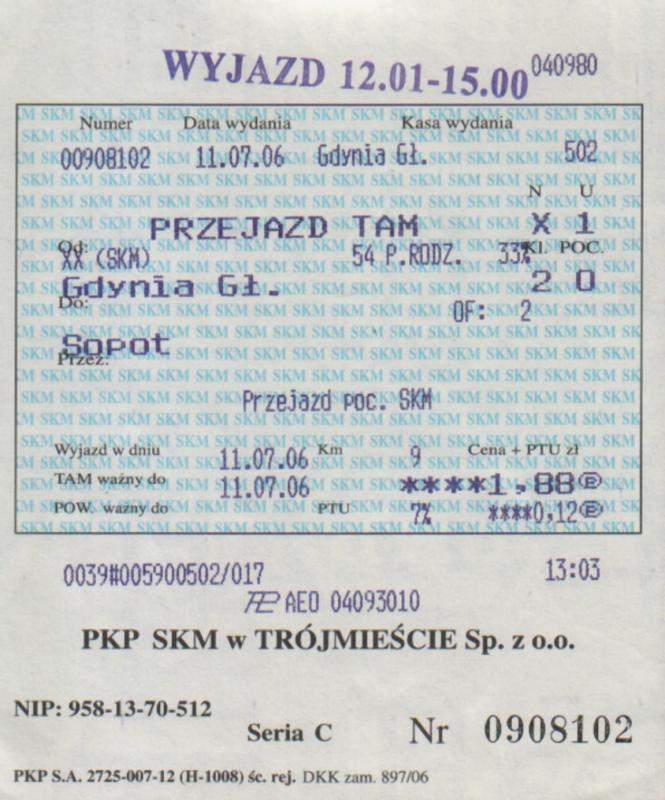 WYJAZD 12.01-15.00 040980
Numer Data wydania Kasa wydania
00908102 11.07.06 Gdynia Gł. 502
N U
PRZEJAZD TAM X 1
Od: XX (SKM) 54 P.RODZ. 33% Kl. POC.
Gdynia Gł. 2 0
Do: OF: 2
Sopot
Przez:
Przejazd poc. SKM
Wyjazd w dniu 11.07.06 Km 9 Cena + PTU zł
TAM ważny do 11.07.06 ****1,88®
POW. ważny do PTU 7% ****0,12®
0039#005900502/017 13:03
AEO 04093010
PKP SKM w TRÓJMIEŚCIE Sp. z o.o.
NIP: 958-13-70-512
Seria C Nr 0908102
PKP S.A. 2725-007-12 (H-1008) śc. rej. DKK zam. 897/06